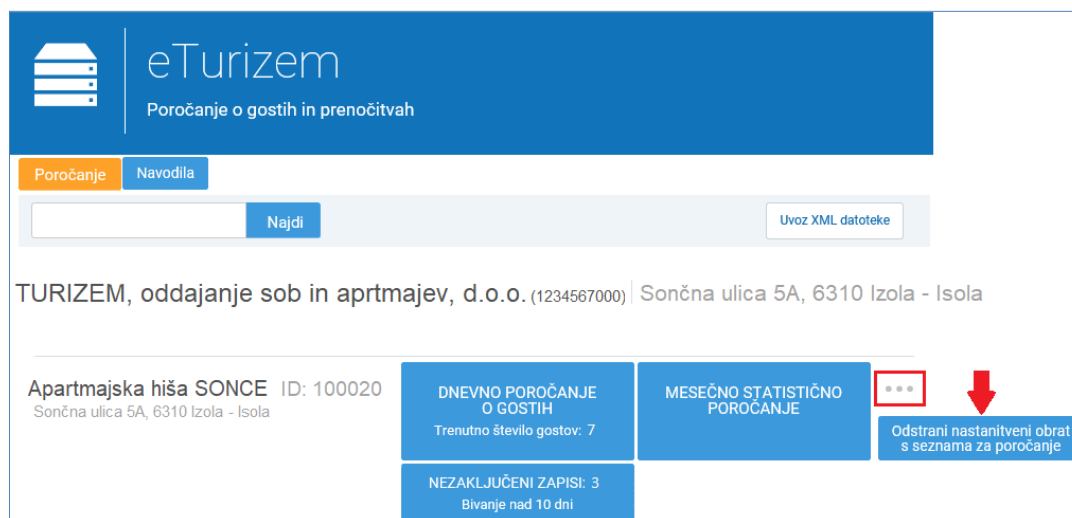 eTurizem
Poročanje o gostih in prenočitvah
Poročanje
Navodila
Najdi
Uvoz XML datoteke
TURIZEM, oddajanje sob in aprtmajev, d.o.o. (1234567000) Sončna ulica 5A, 6310 Izola - Isola
Apartmajska hiša SONCE ID: 100020
Sončna ulica 5A, 6310 Izola - Isola
DNEVNO POROČANJE
O GOSTIH
Trenutno število gostov: 7
MESEČNO STATISTIČNO
POROČANJE
Odstrani nastanitveni obrat
s seznama za poročanje
NEZAKLJUČENI ZAPISI: 3
Bivanje nad 10 dni